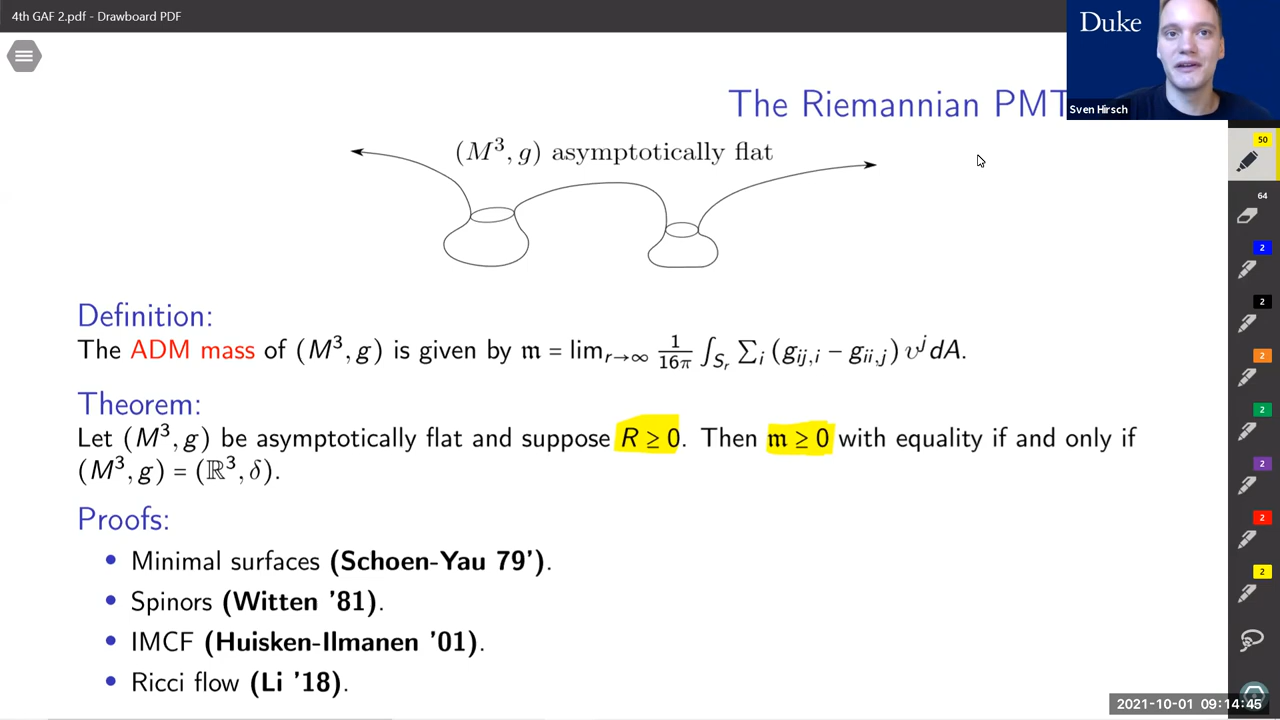 4th GAF 2.pdf - Drawboard PDF
Duke
Sven Hirsch
The Riemannian PMT
(M³, g) asymptotically flat
Definition:
The ADM mass of (M³, g) is given by 𝔪 = lim_{r→∞} 1/16π ∫_{S_r} ∑_i (g_{ij,i} − g_{ii,j}) υ^j dA.
Theorem:
Let (M³, g) be asymptotically flat and suppose R ≥ 0. Then 𝔪 ≥ 0 with equality if and only if
(M³, g) = (ℝ³, δ).
Proofs:
• Minimal surfaces (Schoen-Yau 79').
• Spinors (Witten '81).
• IMCF (Huisken-Ilmanen '01).
• Ricci flow (Li '18).
50
64
2
2
2
2
2
2
2
2021-10-01 09:14:45